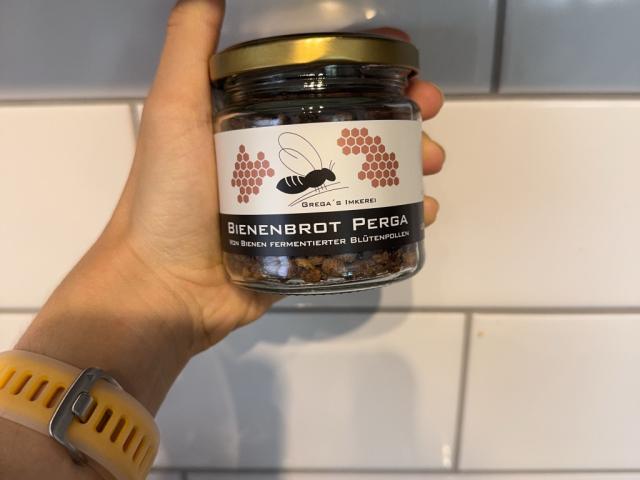 Grega´s Imkerei
Bienenbrot Perga
von Bienen fermentierter Blütenpollen